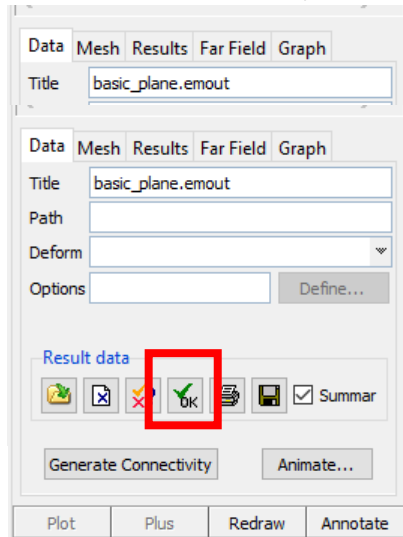 Data Mesh Results Far Field Graph
Title basic_plane.emout
Data Mesh Results Far Field Graph
Title basic_plane.emout
Path
Deform
Options Define...
Result data
OK Summar
Generate Connectivity Animate...
Plot Plus Redraw Annotate